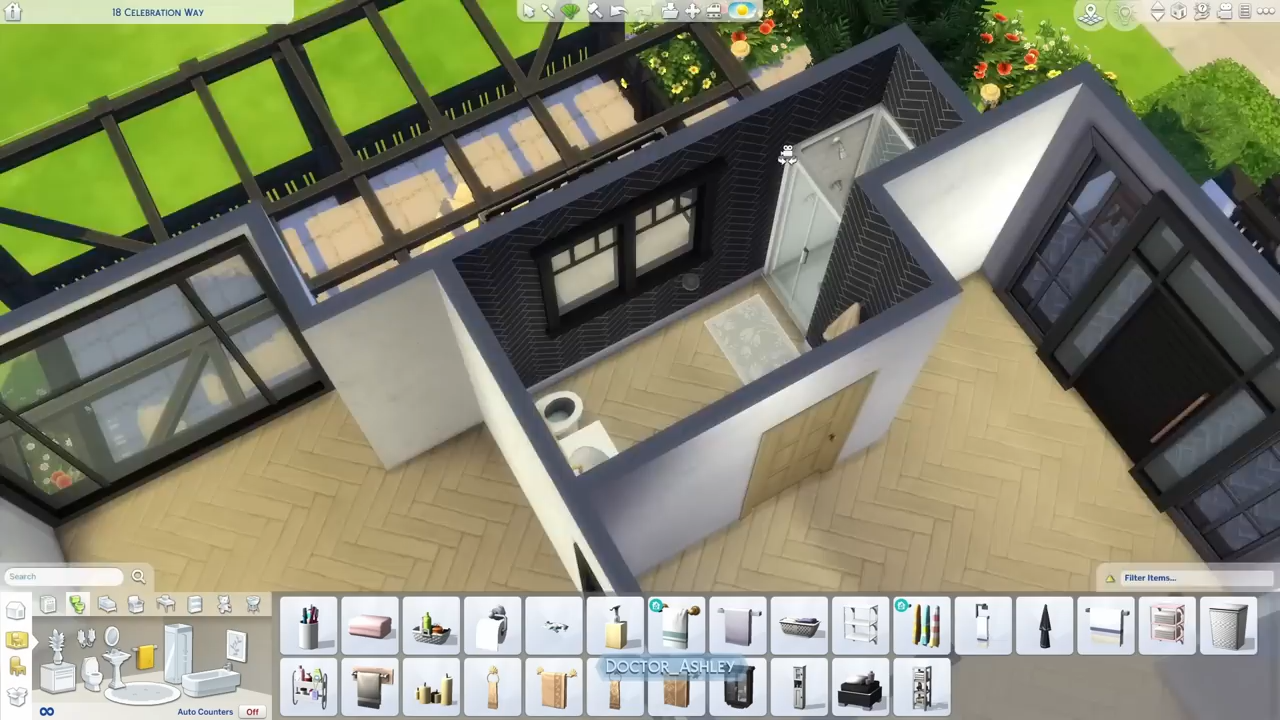 18 Celebration Way
Search
Filter Items...
Doctor_Ashley
Auto Counters
Off